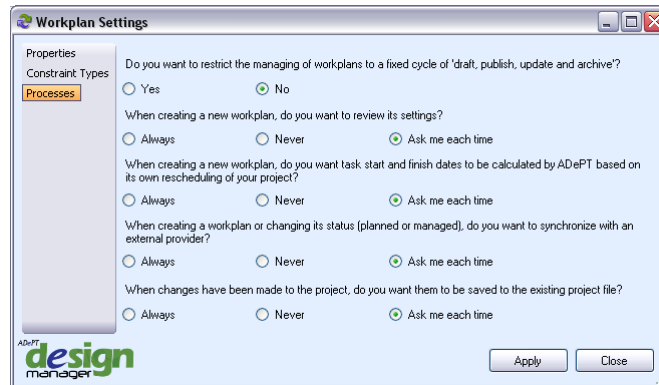 Workplan Settings
Properties
Constraint Types
Processes
Do you want to restrict the managing of workplans to a fixed cycle of 'draft, publish, update and archive'?
Yes No
When creating a new workplan, do you want to review its settings?
Always Never Ask me each time
When creating a new workplan, do you want task start and finish dates to be calculated by ADePT based on
its own rescheduling of your project?
Always Never Ask me each time
When creating a workplan or changing its status (planned or managed), do you want to synchronize with an
external provider?
Always Never Ask me each time
When changes have been made to the project, do you want them to be saved to the existing project file?
Always Never Ask me each time
ADePT
design
manager
Apply Close